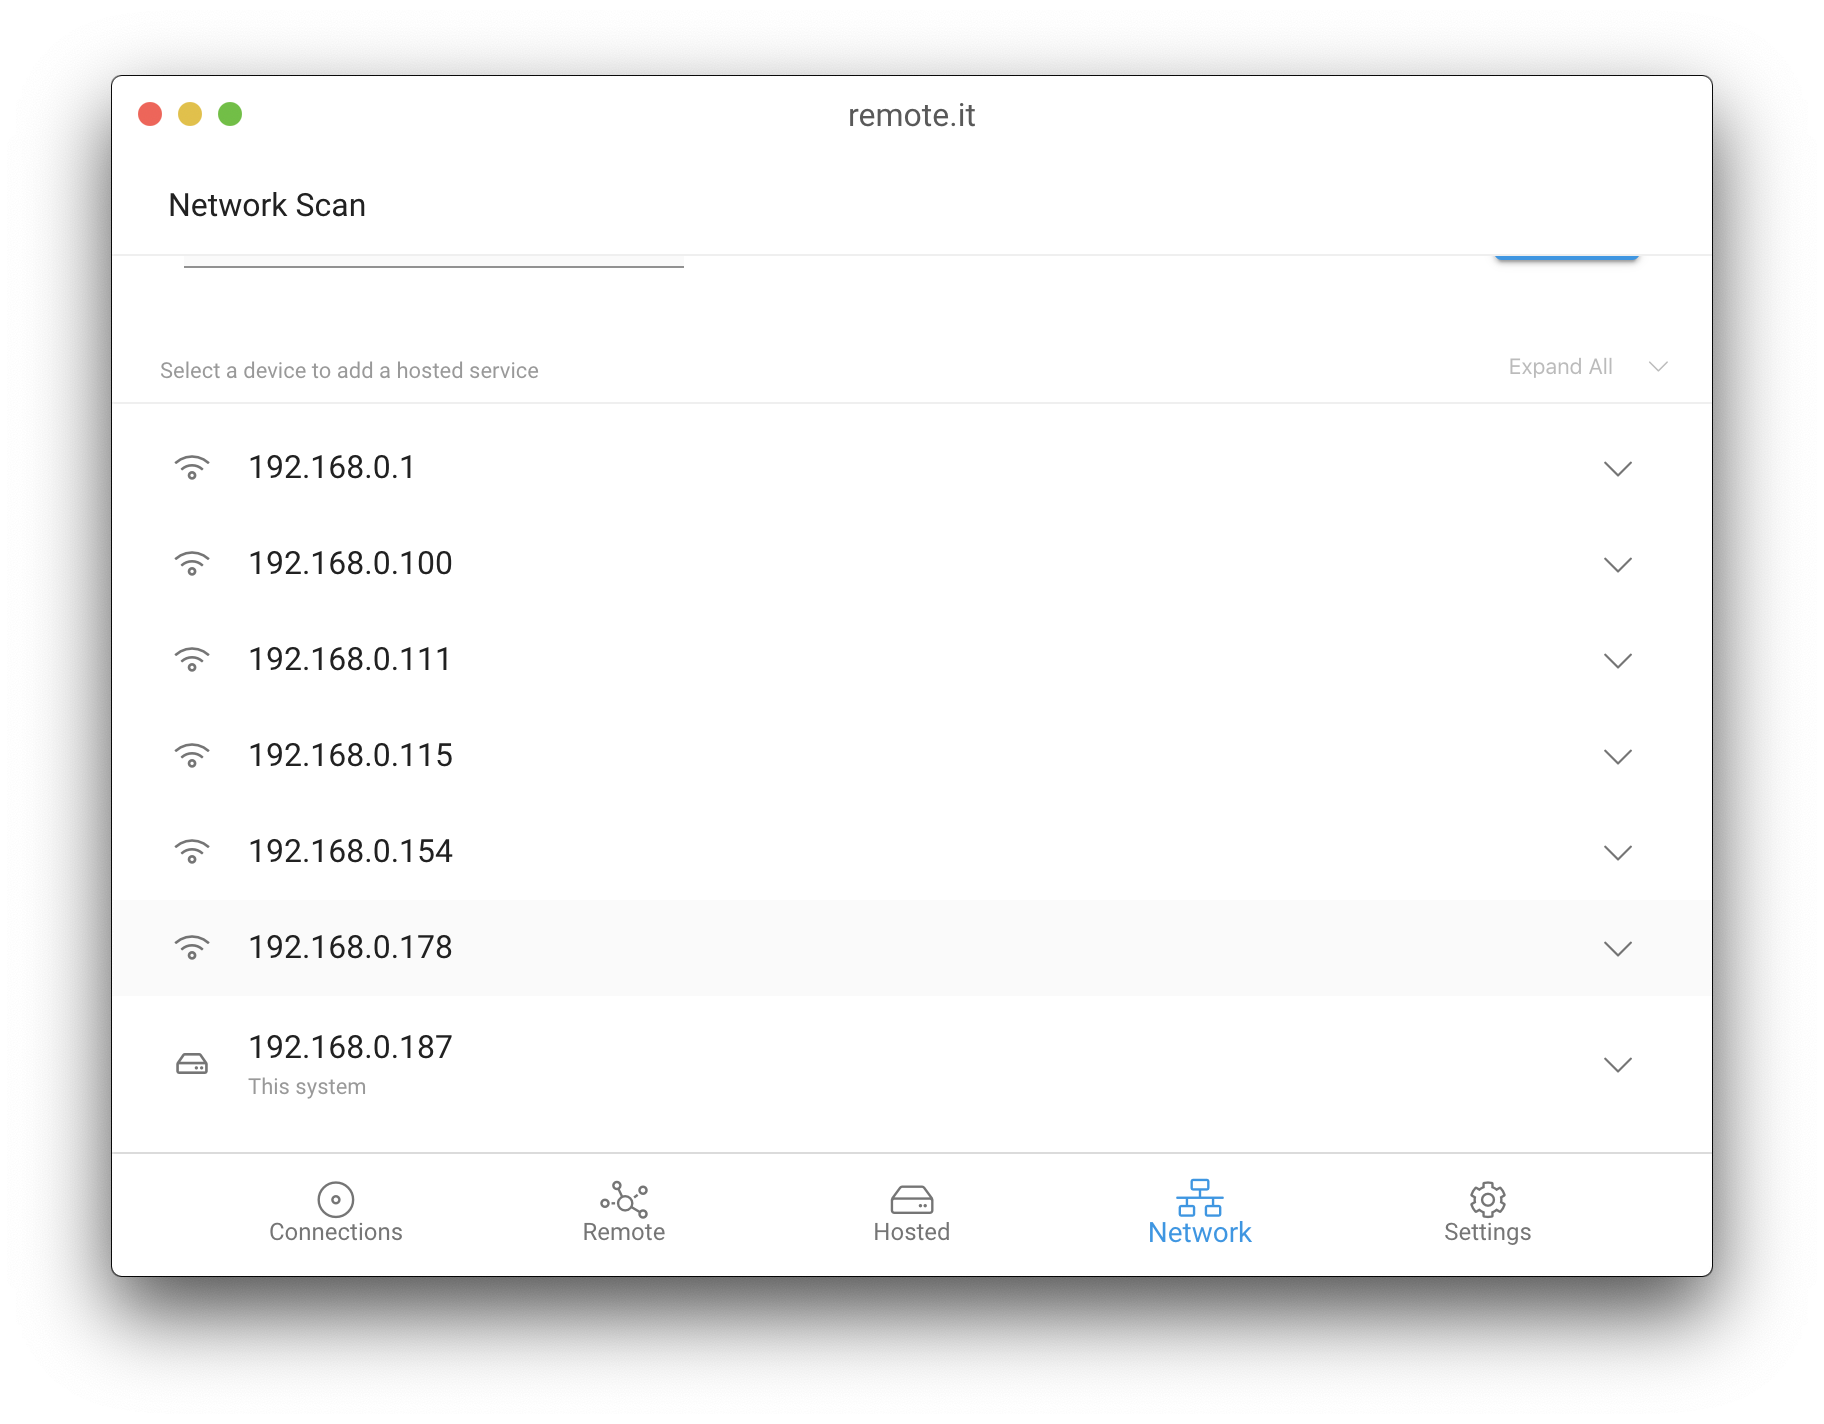 remote.it
Network Scan
Select a device to add a hosted service
Expand All
192.168.0.1
192.168.0.100
192.168.0.111
192.168.0.115
192.168.0.154
192.168.0.178
192.168.0.187
This system
Connections
Remote
Hosted
Network
Settings